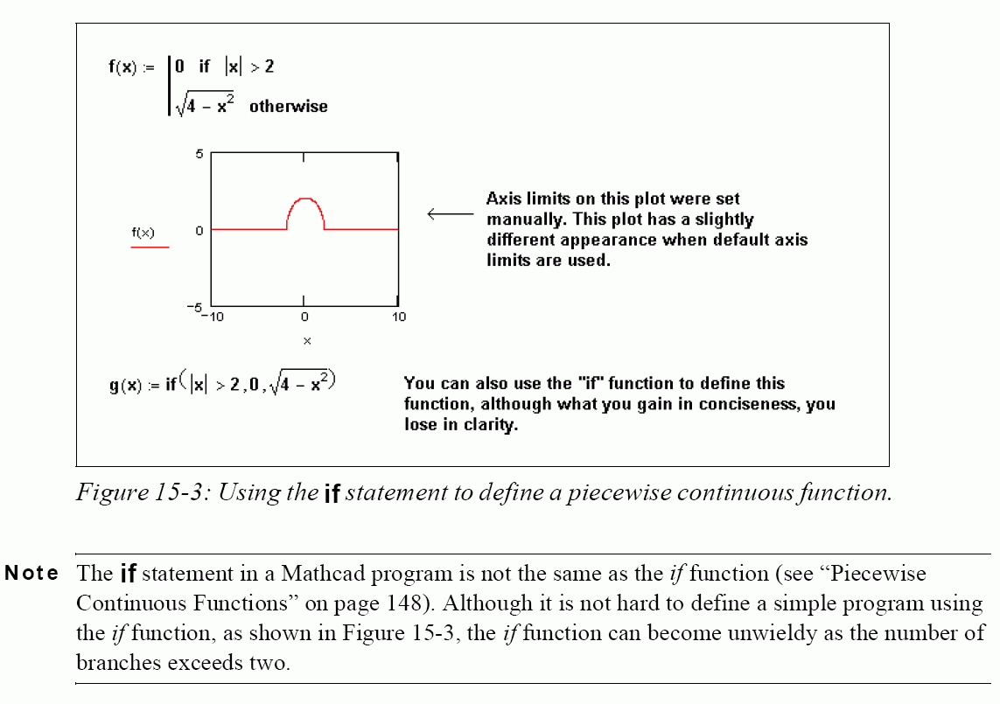 f(x) := 0 if |x| > 2
√4 − x² otherwise
5
Axis limits on this plot were set
manually. This plot has a slightly
different appearance when default axis
limits are used.
f(x)
0
−5
−10 0 10
x
g(x) := if(|x| > 2 , 0 , √4 − x²)
You can also use the "if" function to define this
function, although what you gain in conciseness, you
lose in clarity.
Figure 15-3: Using the if statement to define a piecewise continuous function.
Note The if statement in a Mathcad program is not the same as the if function (see “Piecewise
Continuous Functions” on page 148). Although it is not hard to define a simple program using
the if function, as shown in Figure 15-3, the if function can become unwieldy as the number of
branches exceeds two.